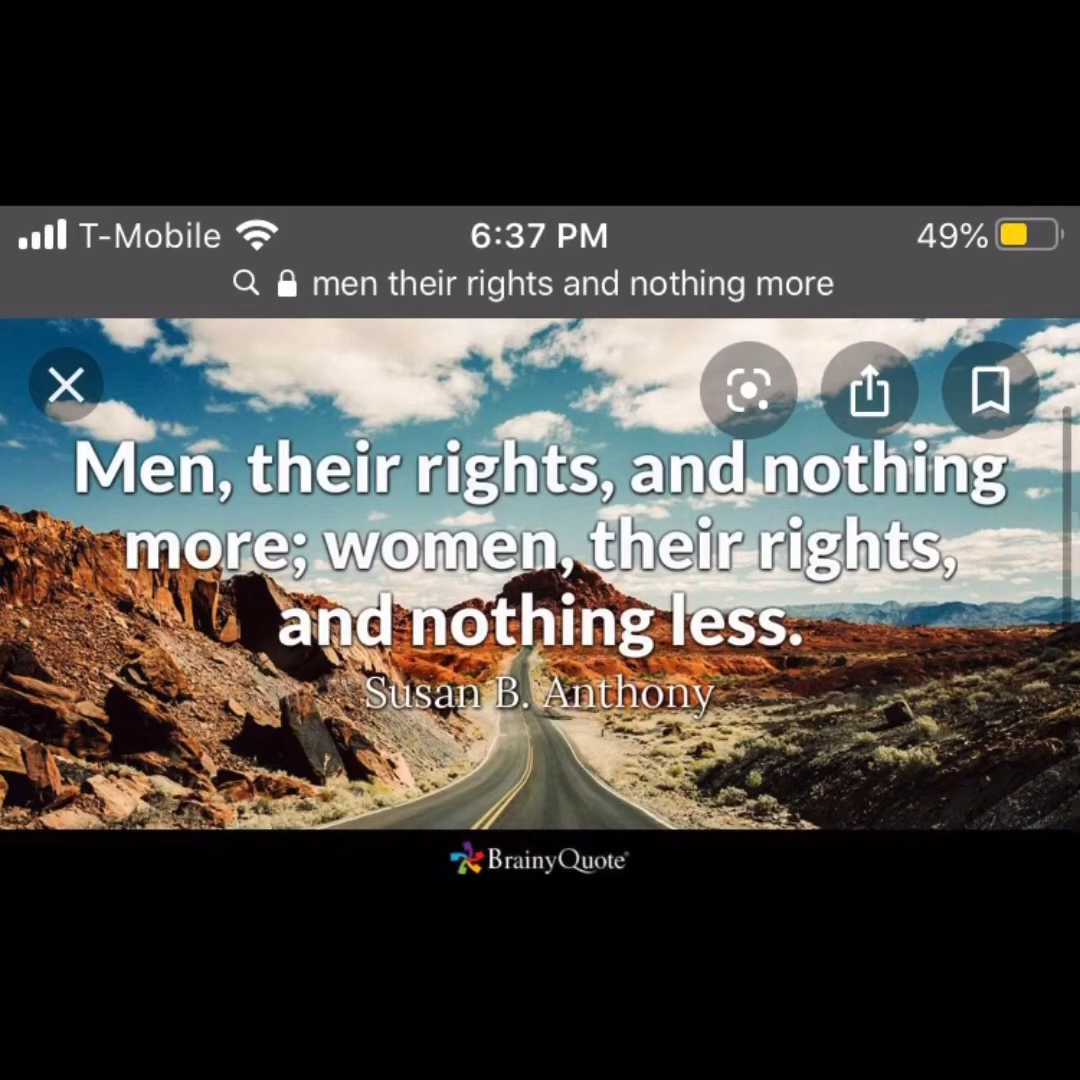 T-Mobile 6:37 PM 49%
men their rights and nothing more
Men, their rights, and nothing
more; women, their rights,
and nothing less.
Susan B. Anthony
BrainyQuote